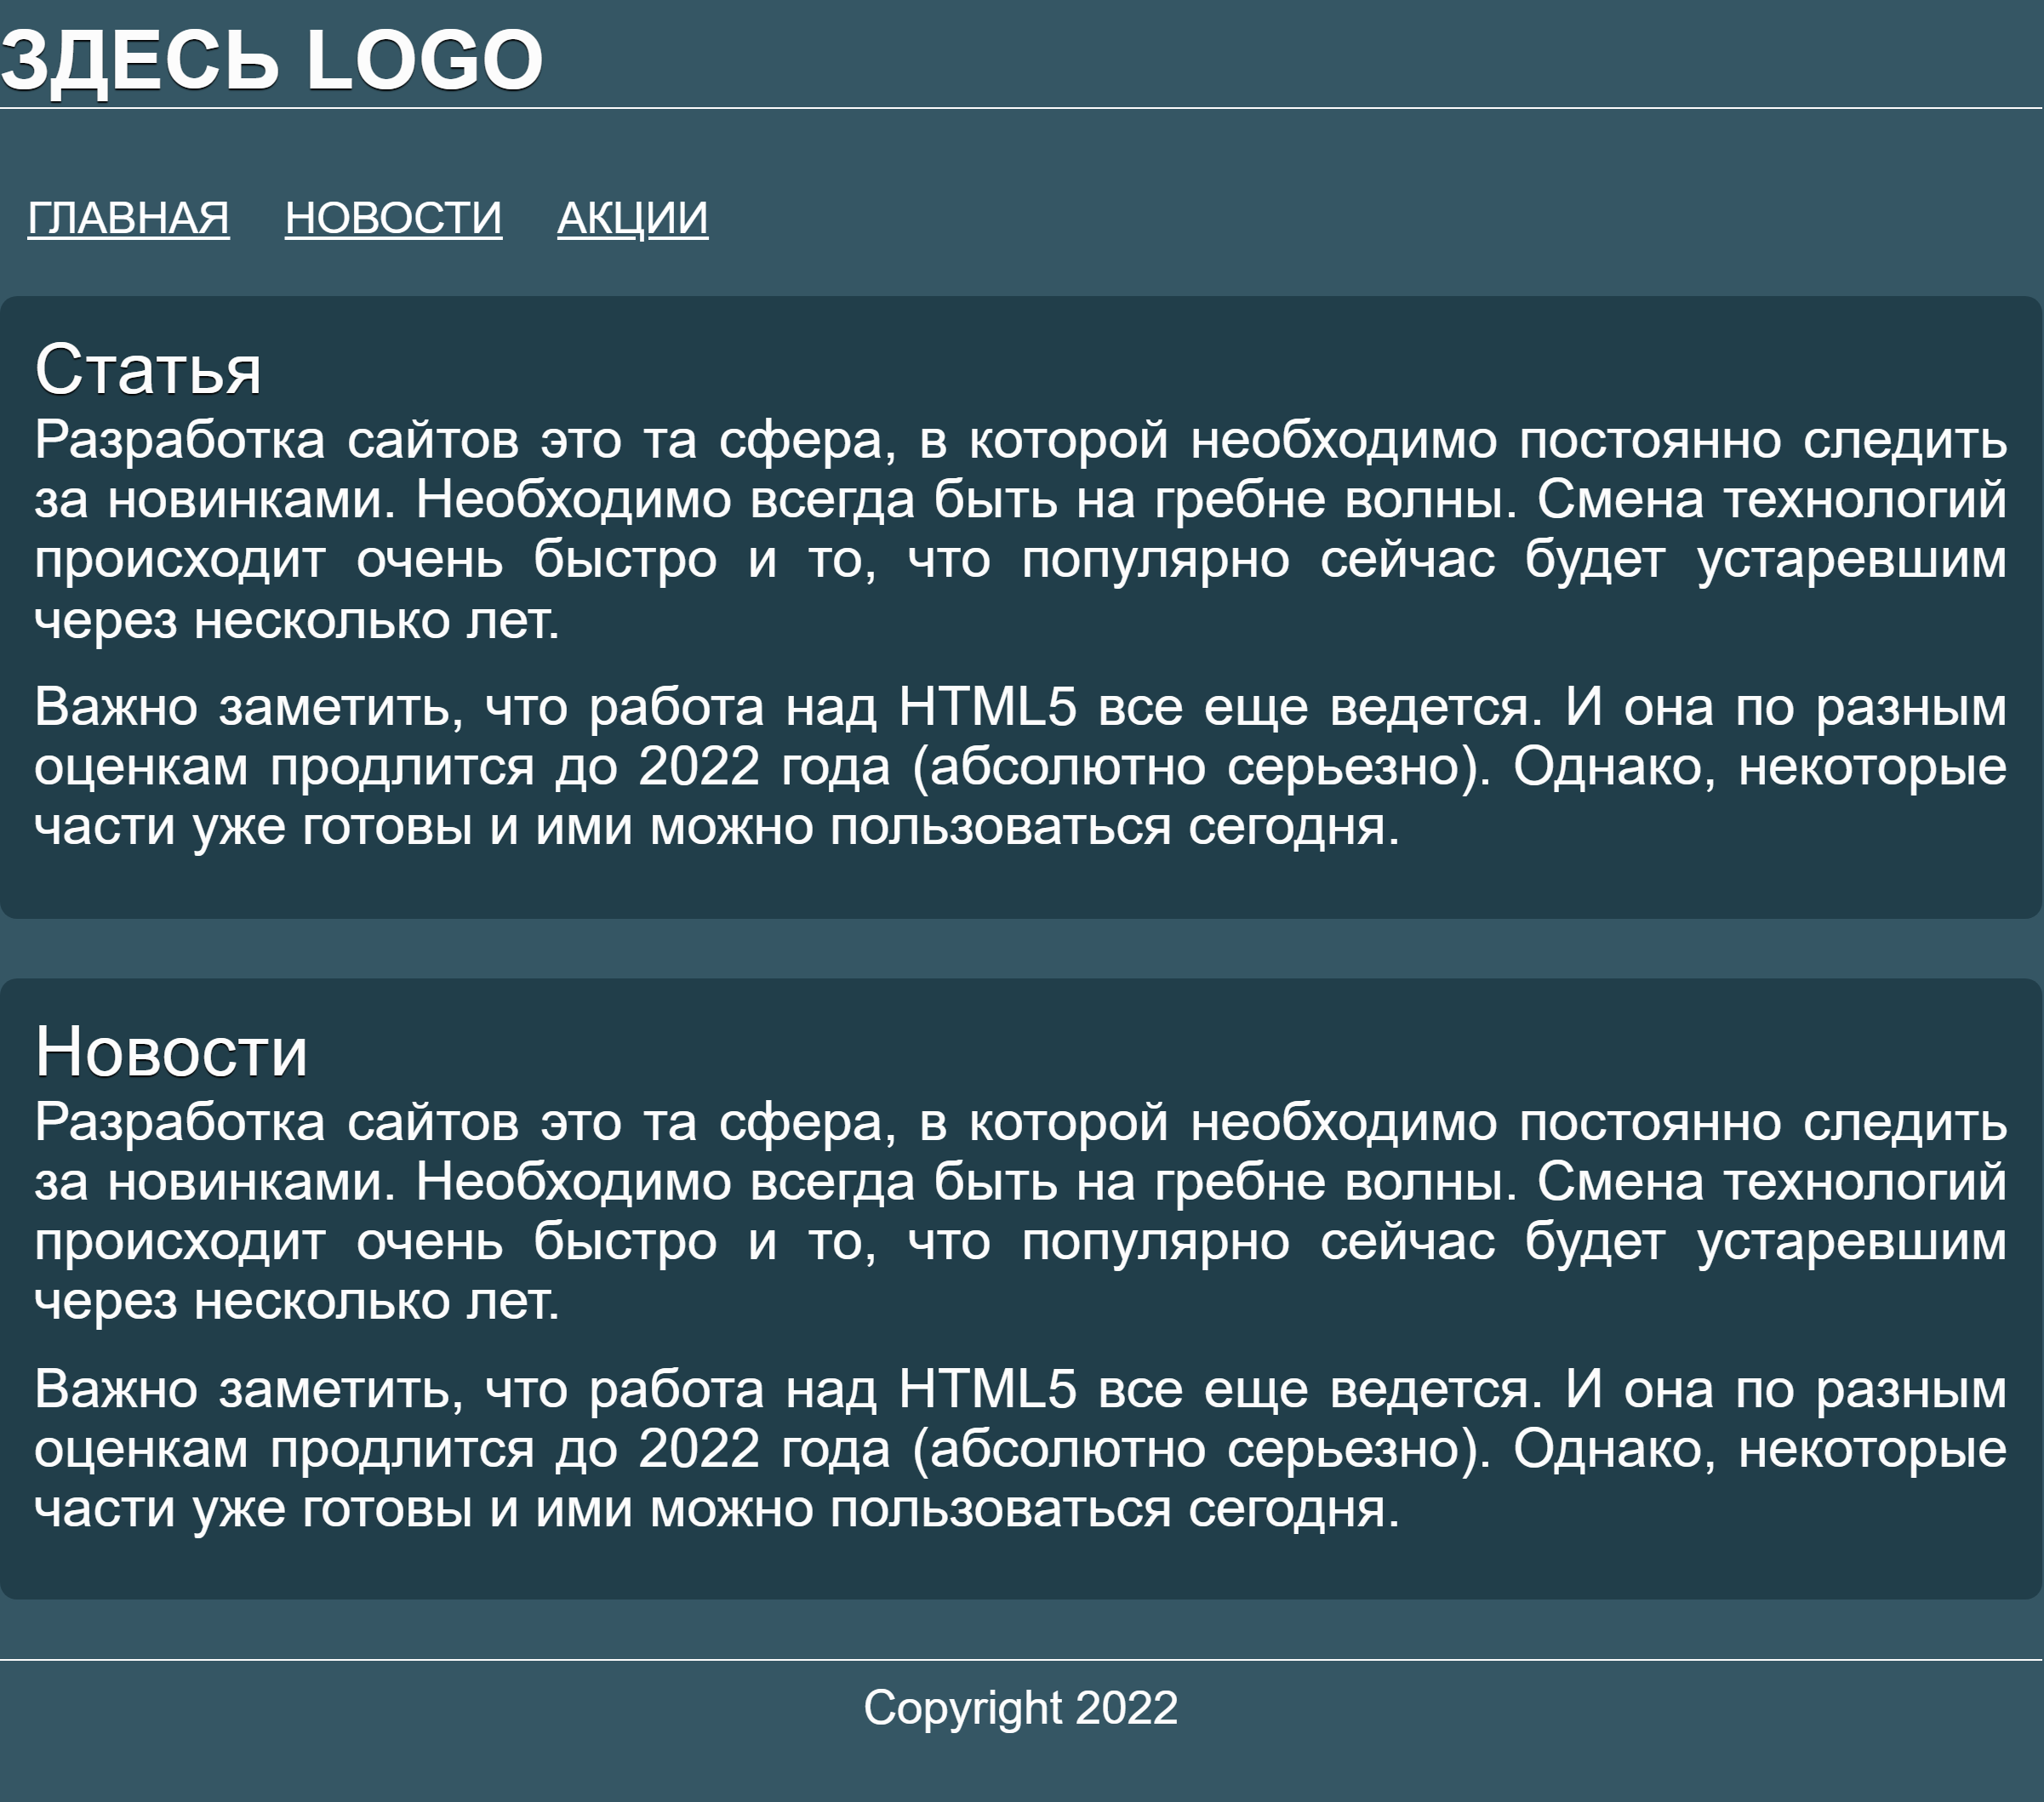 ЗДЕСЬ LOGO
ГЛАВНАЯ НОВОСТИ АКЦИИ
Статья
Разработка сайтов это та сфера, в которой необходимо постоянно следить
за новинками. Необходимо всегда быть на гребне волны. Смена технологий
происходит очень быстро и то, что популярно сейчас будет устаревшим
через несколько лет.
Важно заметить, что работа над HTML5 все еще ведется. И она по разным
оценкам продлится до 2022 года (абсолютно серьезно). Однако, некоторые
части уже готовы и ими можно пользоваться сегодня.
Новости
Разработка сайтов это та сфера, в которой необходимо постоянно следить
за новинками. Необходимо всегда быть на гребне волны. Смена технологий
происходит очень быстро и то, что популярно сейчас будет устаревшим
через несколько лет.
Важно заметить, что работа над HTML5 все еще ведется. И она по разным
оценкам продлится до 2022 года (абсолютно серьезно). Однако, некоторые
части уже готовы и ими можно пользоваться сегодня.
Copyright 2022